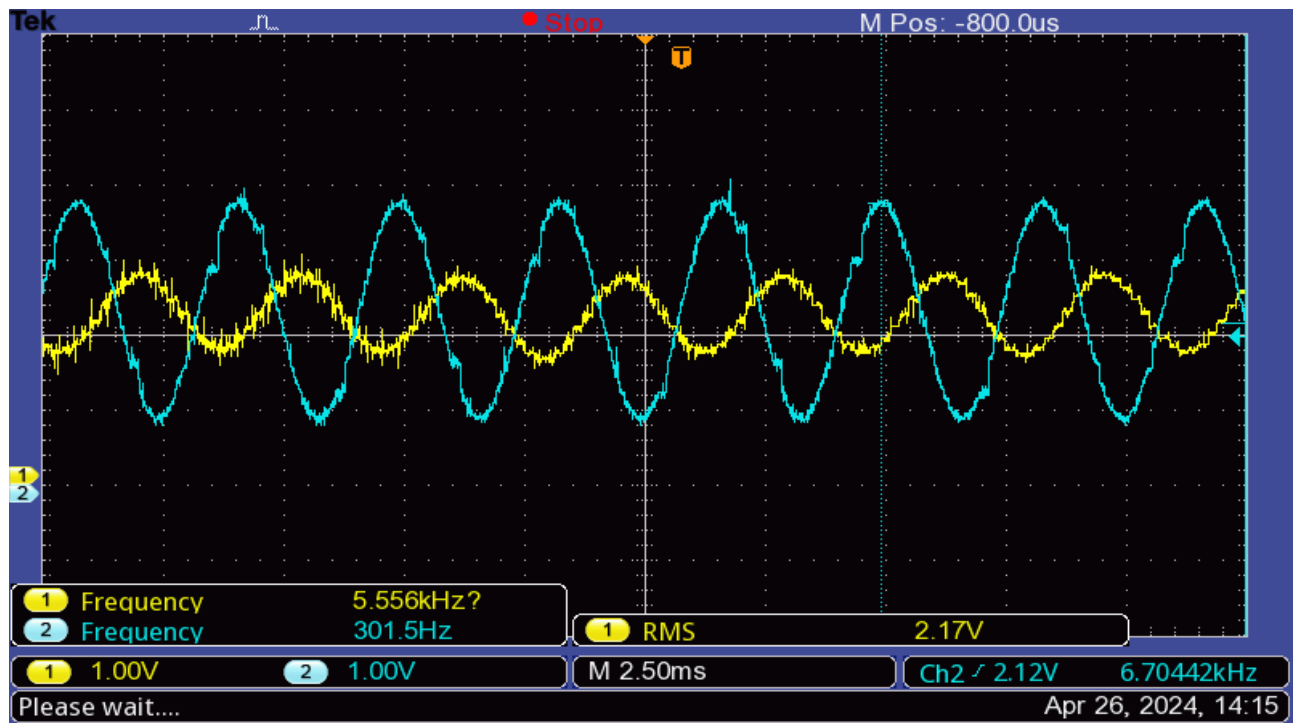 Tek Stop M Pos: -800.0us
T
1
2
1 Frequency 5.556kHz?
2 Frequency 301.5Hz 1 RMS 2.17V
1 1.00V 2 1.00V M 2.50ms Ch2 2.12V 6.70442kHz
Please wait.... Apr 26, 2024, 14:15